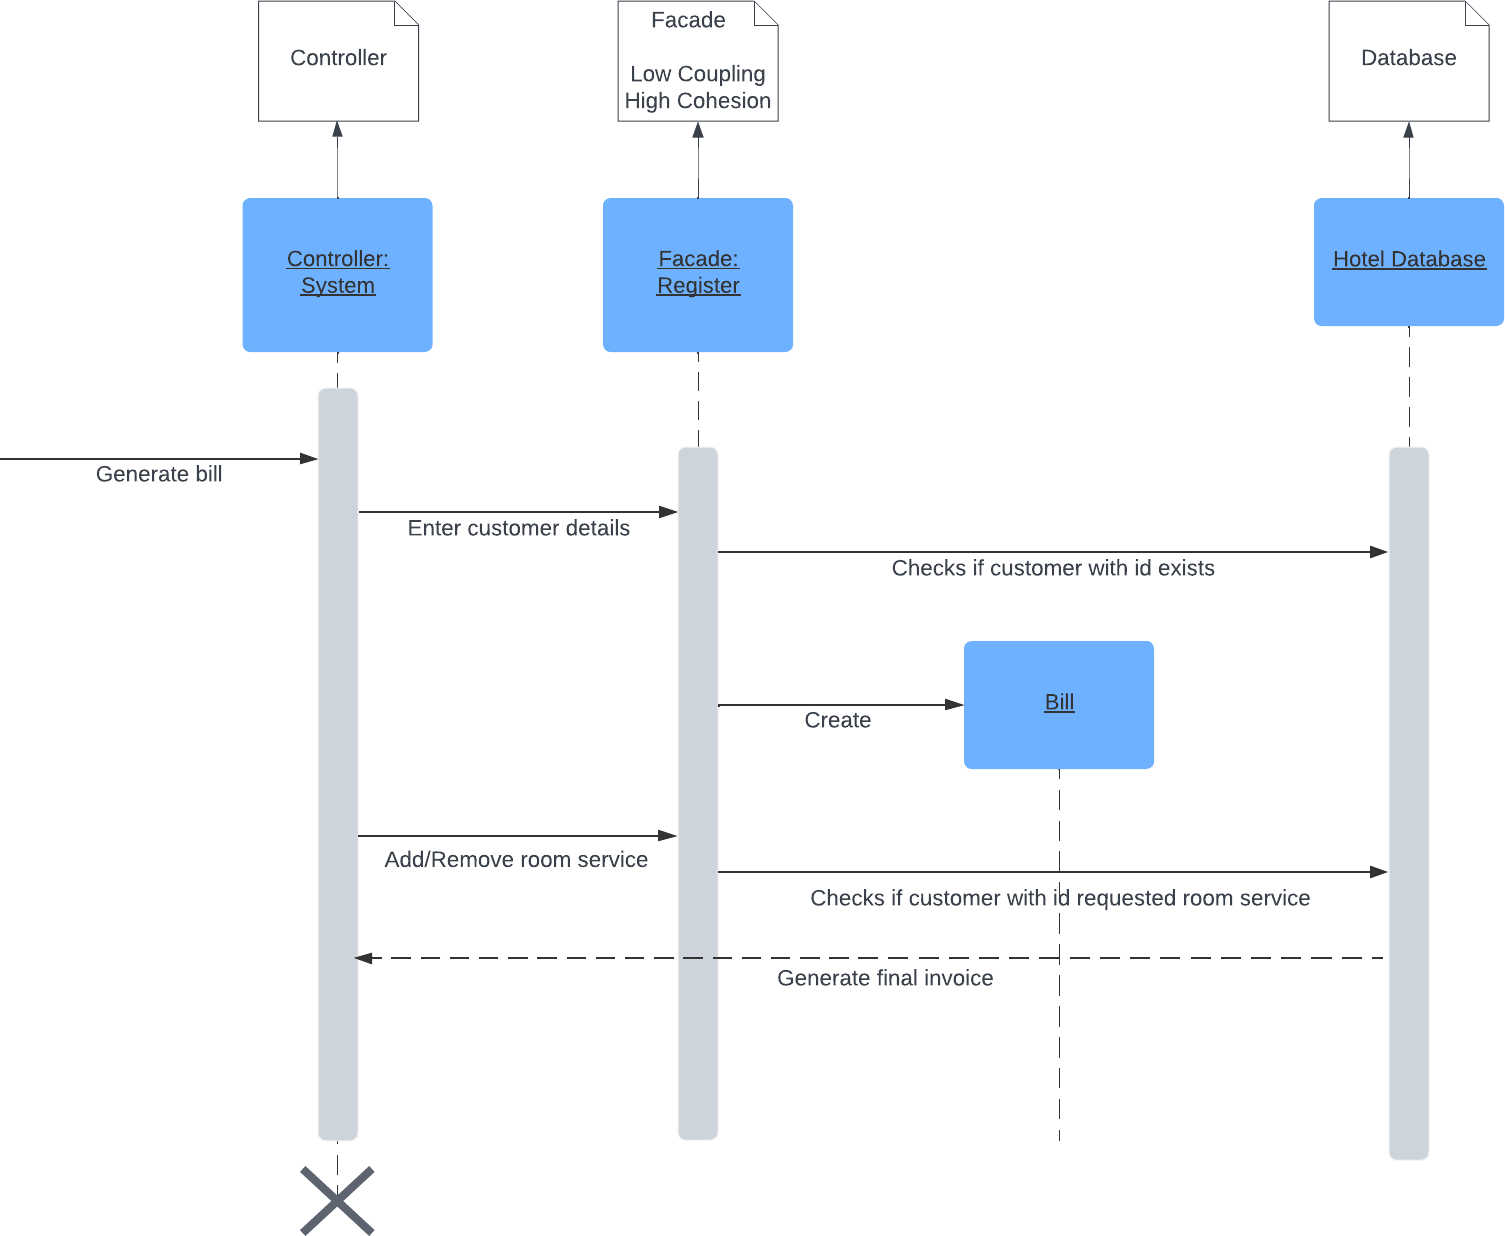 Controller
Facade
Low Coupling
High Cohesion
Database
Controller:
System
Facade:
Register
Hotel Database
Generate bill
Enter customer details
Checks if customer with id exists
Bill
Create
Add/Remove room service
Checks if customer with id requested room service
Generate final invoice